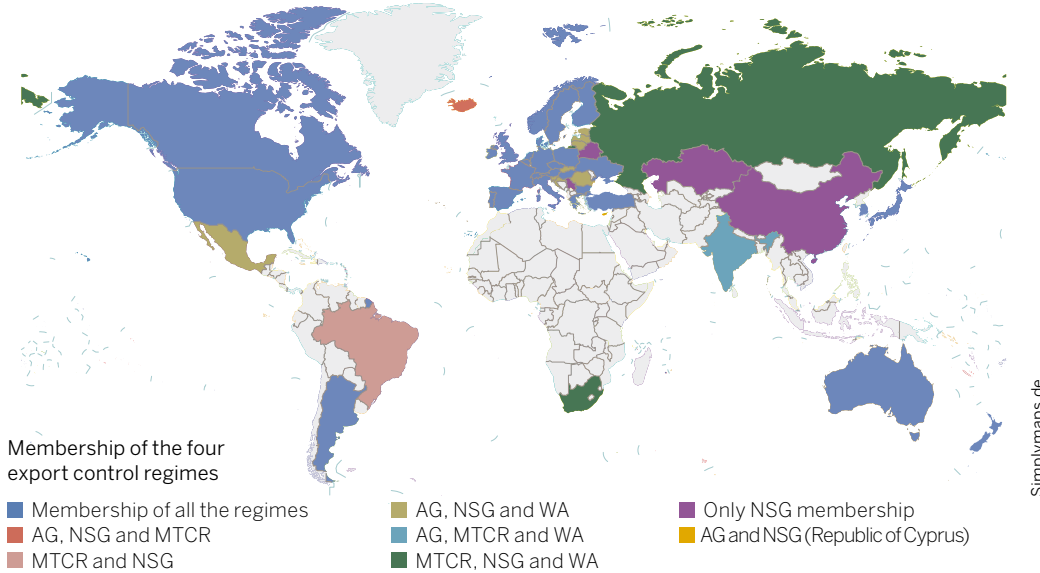 Membership of the four
export control regimes
Membership of all the regimes
AG, NSG and MTCR
MTCR and NSG
AG, NSG and WA
AG, MTCR and WA
MTCR, NSG and WA
Only NSG membership
AG and NSG (Republic of Cyprus)
Simplymaps.de